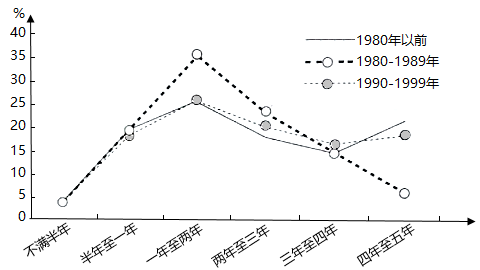 %
40
35
30
25
20
15
10
5
0
1980年以前
1980-1989年
1990-1999年
不满半年
半年至一年
一年至两年
两年至三年
三年至四年
四年至五年